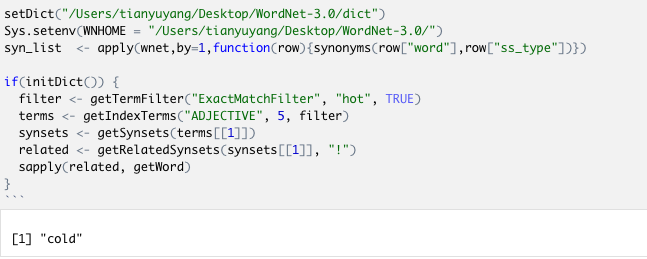 setDict("/Users/tianyuyang/Desktop/WordNet-3.0/dict")
Sys.setenv(WNHOME = "/Users/tianyuyang/Desktop/WordNet-3.0/")
syn_list  <- apply(wnet,by=1,function(row){synonyms(row["word"],row["ss_type"])})

if(initDict()) {
  filter <- getTermFilter("ExactMatchFilter", "hot", TRUE)
  terms <- getIndexTerms("ADJECTIVE", 5, filter)
  synsets <- getSynsets(terms[[1]])
  related <- getRelatedSynsets(synsets[[1]], "!")
  sapply(related, getWord)
}
```
[1] "cold"